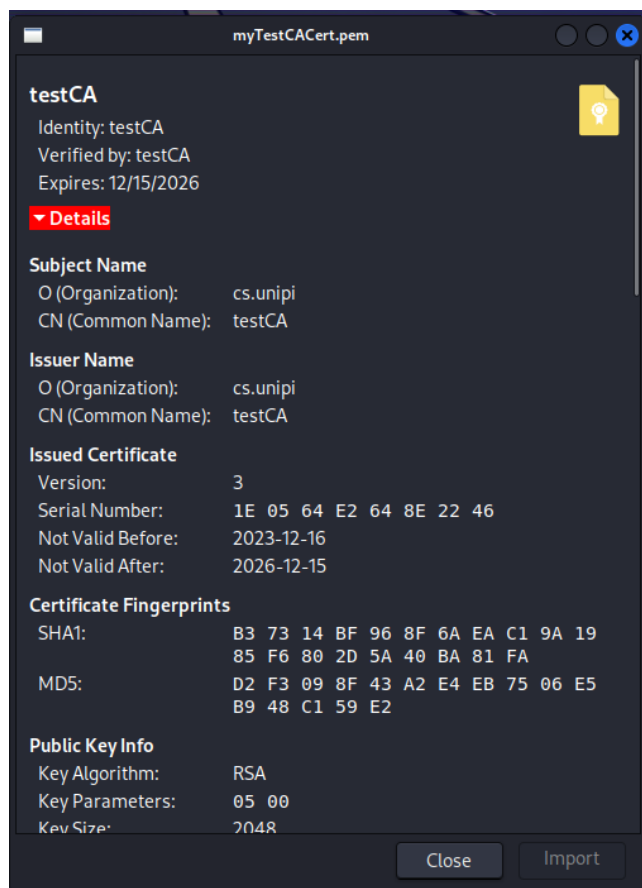 myTestCACert.pem
testCA
Identity: testCA
Verified by: testCA
Expires: 12/15/2026
Details
Subject Name
O (Organization): cs.unipi
CN (Common Name): testCA
Issuer Name
O (Organization): cs.unipi
CN (Common Name): testCA
Issued Certificate
Version: 3
Serial Number: 1E 05 64 E2 64 8E 22 46
Not Valid Before: 2023-12-16
Not Valid After: 2026-12-15
Certificate Fingerprints
SHA1: B3 73 14 BF 96 8F 6A EA C1 9A 19
85 F6 80 2D 5A 40 BA 81 FA
MD5: D2 F3 09 8F 43 A2 E4 EB 75 06 E5
B9 48 C1 59 E2
Public Key Info
Key Algorithm: RSA
Key Parameters: 05 00
Key Size: 2048
Close Import